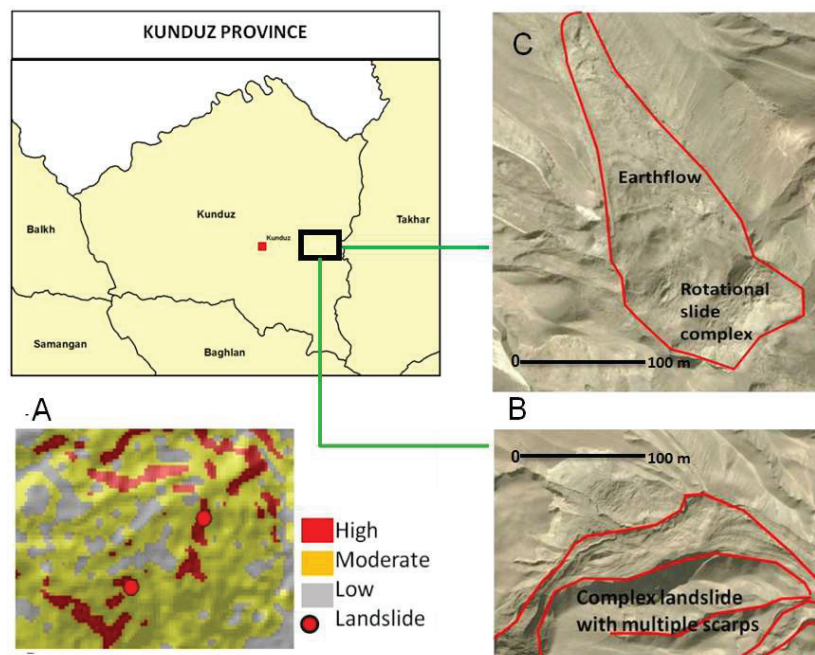 KUNDUZ PROVINCE
Balkh
Kunduz
Kunduz
Takhar
Samangan
Baghlan
C
Earthflow
Rotational
slide
complex
0 100 m
A
High
Moderate
Low
Landslide
B
0 100 m
Complex landslide
with multiple scarps